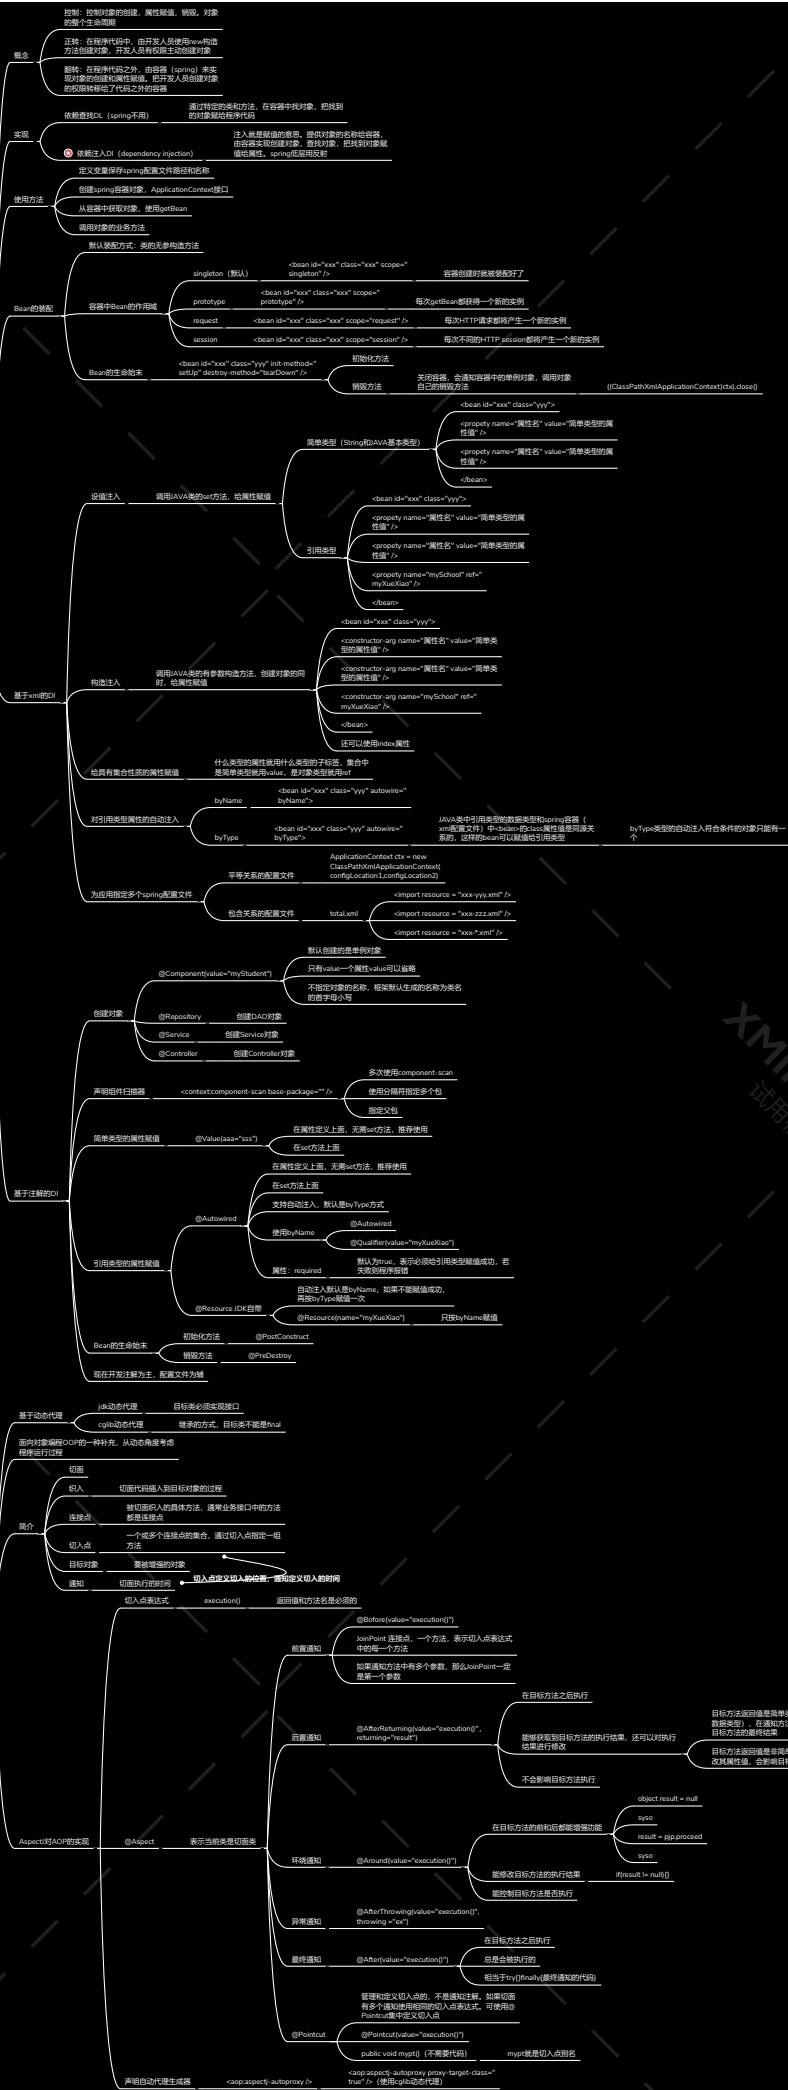 控制：控制对象的创建，属性赋值，销毁。对象
的整个生命周期
概念
正转：在程序代码中，由开发人员使用new构造
方法创建对象，开发人员有权限主动创建对象
翻转：在程序代码之外，由容器（spring）来实
现对象的创建和属性赋值。把开发人员创建对象
的权限转移给了代码之外的容器
实现
依赖查找DL（spring不用）
通过特定的类和方法，在容器中找对象，把找到
的对象赋给程序代码
依赖注入DI（dependency injection）
注入就是赋值的意思。提供对象的名称给容器，
由容器实现创建对象，查找对象，把找到对象赋
值给属性。spring低层用反射
使用方法
定义变量保存spring配置文件路径和名称
创建spring容器对象，ApplicationContext接口
从容器中获取对象，使用getBean
调用对象的业务方法
Bean的装配
默认装配方式：类的无参构造方法
容器中Bean的作用域
singleton（默认）
<bean id="xxx" class="xxx" scope="
singleton" />
容器创建时就被装配好了
prototype
<bean id="xxx" class="xxx" scope="
prototype" />
每次getBean都获得一个新的实例
request
<bean id="xxx" class="xxx" scope="request" />
每次HTTP请求都将产生一个新的实例
session
<bean id="xxx" class="xxx" scope="session" />
每次不同的HTTP session都将产生一个新的实例
Bean的生命始末
<bean id="xxx" class="yyy" init-method="
setUp" destroy-method="tearDown" />
初始化方法
销毁方法
关闭容器，会通知容器中的单例对象，调用对象
自己的销毁方法
((ClassPathXmlApplicationContext)ctx).close()
基于xml的DI
设值注入
调用JAVA类的set方法，给属性赋值
简单类型（String和JAVA基本类型）
<bean id="xxx" class="yyy">
<propety name="属性名" value="简单类型的属
性值" />
<propety name="属性名" value="简单类型的属
性值" />
</bean>
引用类型
<bean id="xxx" class="yyy">
<propety name="属性名" value="简单类型的属
性值" />
<propety name="属性名" value="简单类型的属
性值" />
<propety name="mySchool" ref="
myXueXiao" />
</bean>
构造注入
调用JAVA类的有参数构造方法，创建对象的同
时，给属性赋值
<bean id="xxx" class="yyy">
<constructor-arg name="属性名" value="简单类
型的属性值" />
<constructor-arg name="属性名" value="简单类
型的属性值" />
<constructor-arg name="mySchool" ref="
myXueXiao" />
</bean>
还可以使用index属性
给具有集合性质的属性赋值
什么类型的属性就用什么类型的子标签，集合中
是简单类型就用value，是对象类型就用ref
对引用类型属性的自动注入
byName
<bean id="xxx" class="yyy" autowire="
byName">
byType
<bean id="xxx" class="yyy" autowire="
byType">
JAVA类中引用类型的数据类型和spring容器（
xml配置文件）中<bean>的class属性值是同源关
系的，这样的bean可以赋值给引用类型
byType类型的自动注入符合条件的对象只能有一
个
为应用指定多个spring配置文件
平等关系的配置文件
ApplicationContext ctx = new
ClassPathXmlApplicationContext(
configLocation1,configLocation2)
包含关系的配置文件
total.xml
<import resource = "xxx-yyy.xml" />
<import resource = "xxx-zzz.xml" />
<import resource = "xxx-*.xml" />
基于注解的DI
创建对象
@Component(value="myStudent")
默认创建的是单例对象
只有value一个属性value可以省略
不指定对象的名称，框架默认生成的名称为类名
的首字母小写
@Repository
创建DAO对象
@Service
创建Service对象
@Controller
创建Controller对象
声明组件扫描器
<context:component-scan base-package="" />
多次使用component-scan
使用分隔符指定多个包
指定父包
简单类型的属性赋值
@Value(aaa="sss")
在属性定义上面，无需set方法，推荐使用
在set方法上面
引用类型的属性赋值
@Autowired
在属性定义上面，无需set方法，推荐使用
在set方法上面
支持自动注入，默认是byType方式
使用byName
@Autowired
@Qualifier(value="myXueXiao")
属性：required
默认为true，表示必须给引用类型赋值成功，若
失败则程序报错
@Resource JDK自带
自动注入默认是byName，如果不能赋值成功，
再按byType赋值一次
@Resource(name="myXueXiao")
只按byName赋值
Bean的生命始末
初始化方法
@PostConstruct
销毁方法
@PreDestroy
现在开发注解为主，配置文件为辅
基于动态代理
jdk动态代理
目标类必须实现接口
cglib动态代理
继承的方式，目标类不能是final
面向对象编程OOP的一种补充，从动态角度考虑
程序运行过程
简介
切面
织入
切面代码插入到目标对象的过程
连接点
被切面织入的具体方法，通常业务接口中的方法
都是连接点
切入点
一个或多个连接点的集合，通过切入点指定一组
方法
目标对象
要被增强的对象
通知
切面执行的时间
切入点定义切入的位置，通知定义切入的时间
AspectJ对AOP的实现
切入点表达式
execution()
返回值和方法名是必须的
@Aspect
表示当前类是切面类
前置通知
@Bofore(value="execution()")
JoinPoint 连接点，一个方法，表示切入点表达式
中的每一个方法
如果通知方法中有多个参数，那么JoinPoint一定
是第一个参数
后置通知
@AfterReturning(value="execution()",
returning="result")
在目标方法之后执行
能够获取到目标方法的执行结果，还可以对执行
结果进行修改
目标方法返回值是简单类
数据类型），在通知方法
目标方法的最终结果
目标方法返回值是非简单
改其属性值，会影响目标
不会影响目标方法执行
环绕通知
@Around(value="execution()")
在目标方法的前和后都能增强功能
object result = null
syso
result = pjp.proceed
syso
能修改目标方法的执行结果
if(result != null){}
能控制目标方法是否执行
异常通知
@AfterThrowing(value="execution()",
throwing ="ex")
最终通知
@After(value="execution()")
在目标方法之后执行
总是会被执行的
相当于try{}finally{最终通知的代码}
@Pointcut
管理和定义切入点的，不是通知注解。如果切面
有多个通知使用相同的切入点表达式。可使用@
Pointcut集中定义切入点
@Pointcut(value="execution()")
public void mypt()｛不需要代码｝
mypt就是切入点别名
声明自动代理生成器
<aop:aspectj-autoproxy />
<aop:aspectj-autoproxy proxy-target-class="
true" />（使用cglib动态代理）